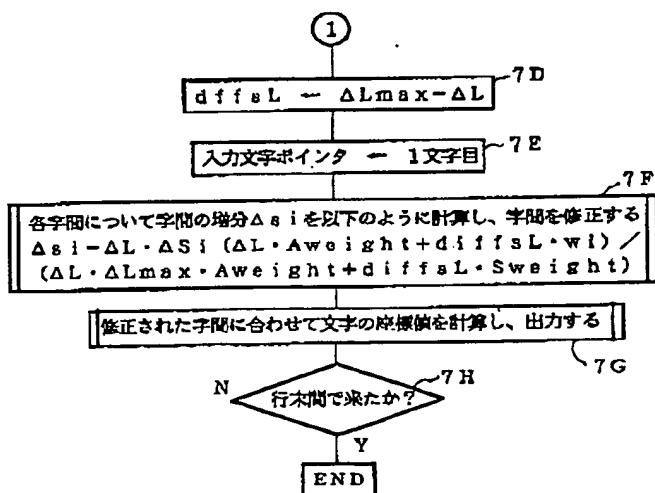 1
7D
dffsL ← ΔLmax-ΔL
7E
入力文字ポインタ ← 1文字目
7F
各字間について字間の増分Δsiを以下のように計算し、字間を修正する
Δsi-ΔL・ΔSi(ΔL・Aweight+diffsL・wi)/
(ΔL・ΔLmax・Aweight+diffsL・Sweight)
修正された字間に合わせて文字の座標値を計算し、出力する
7G
7H
N
行末間で来たか?
Y
END